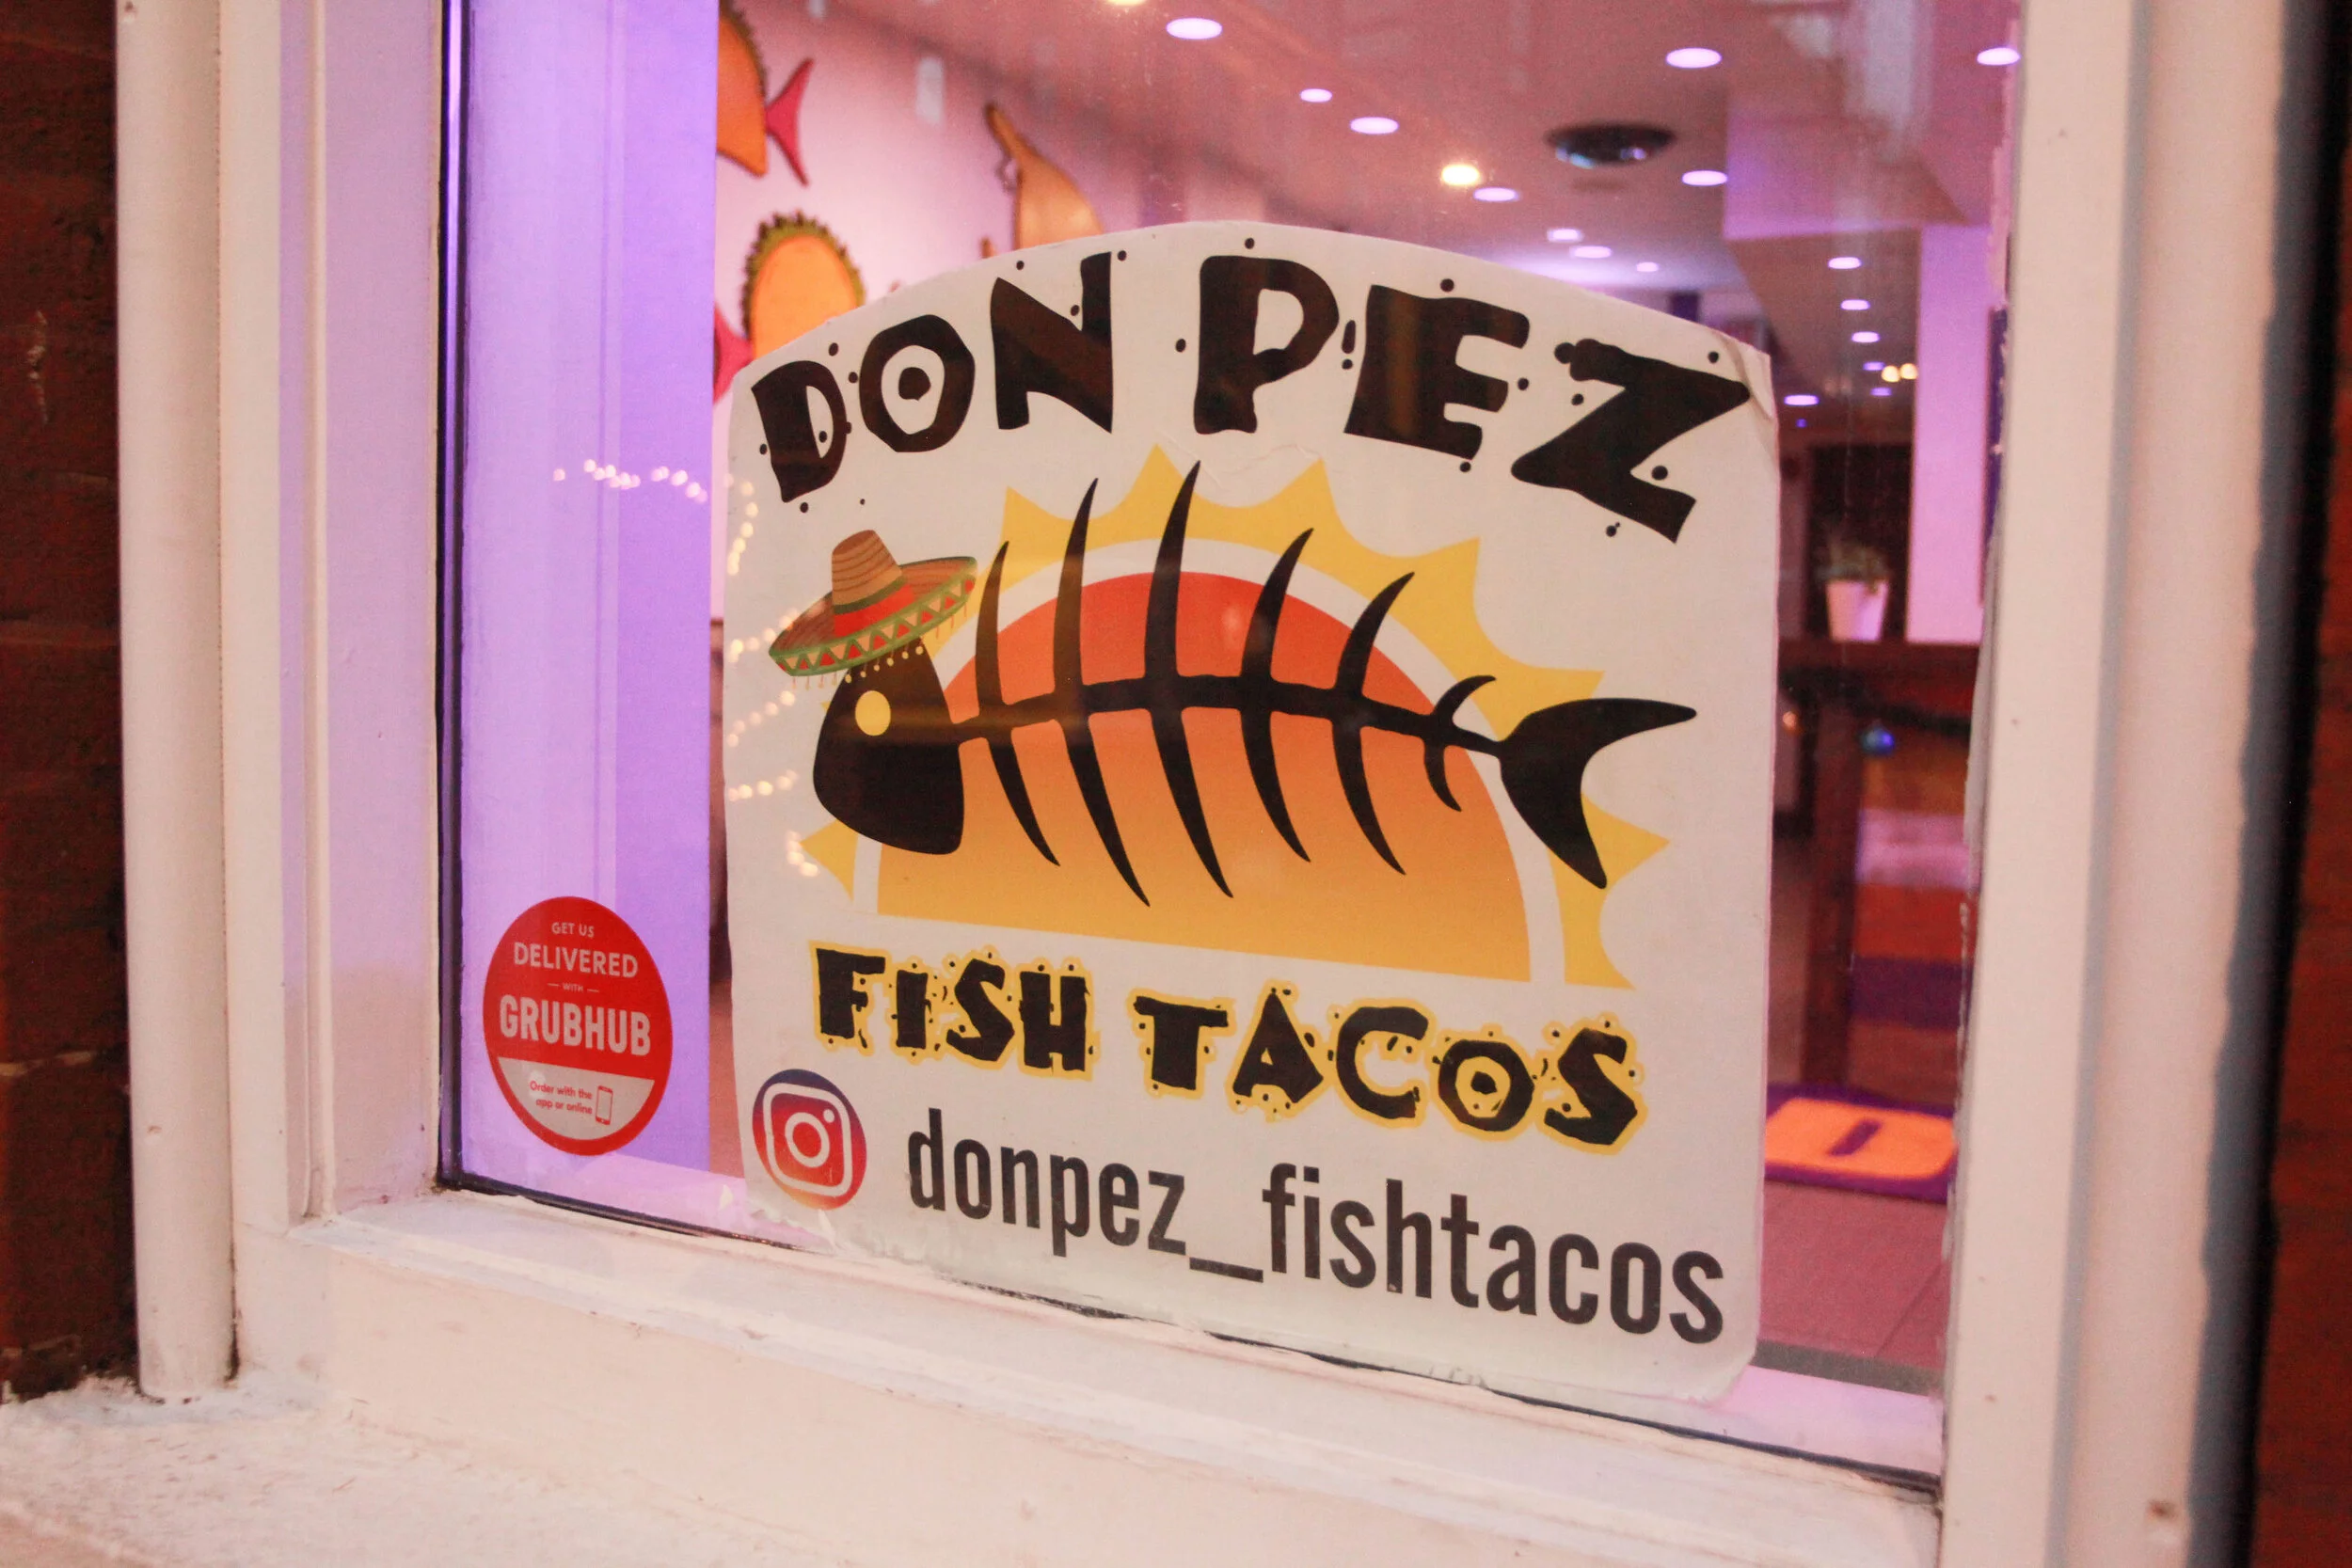 DON PEZ
FISH TACOS
donpez_fishtacos
GET US
DELIVERED
— WITH —
GRUBHUB
Order with the
app or online